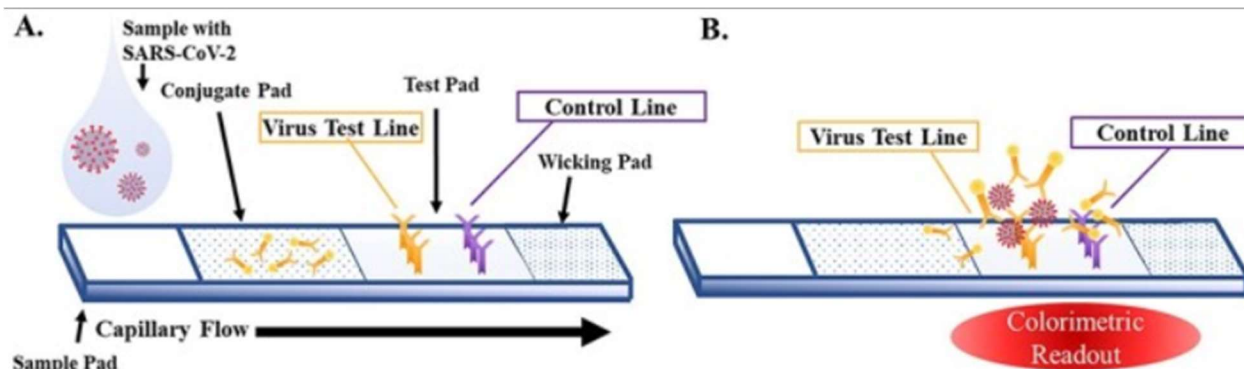 A.
Sample with
SARS-CoV-2
Conjugate Pad
Test Pad
Virus Test Line
Control Line
Wicking Pad
Capillary Flow
Sample Pad
B.
Virus Test Line
Control Line
Colorimetric
Readout